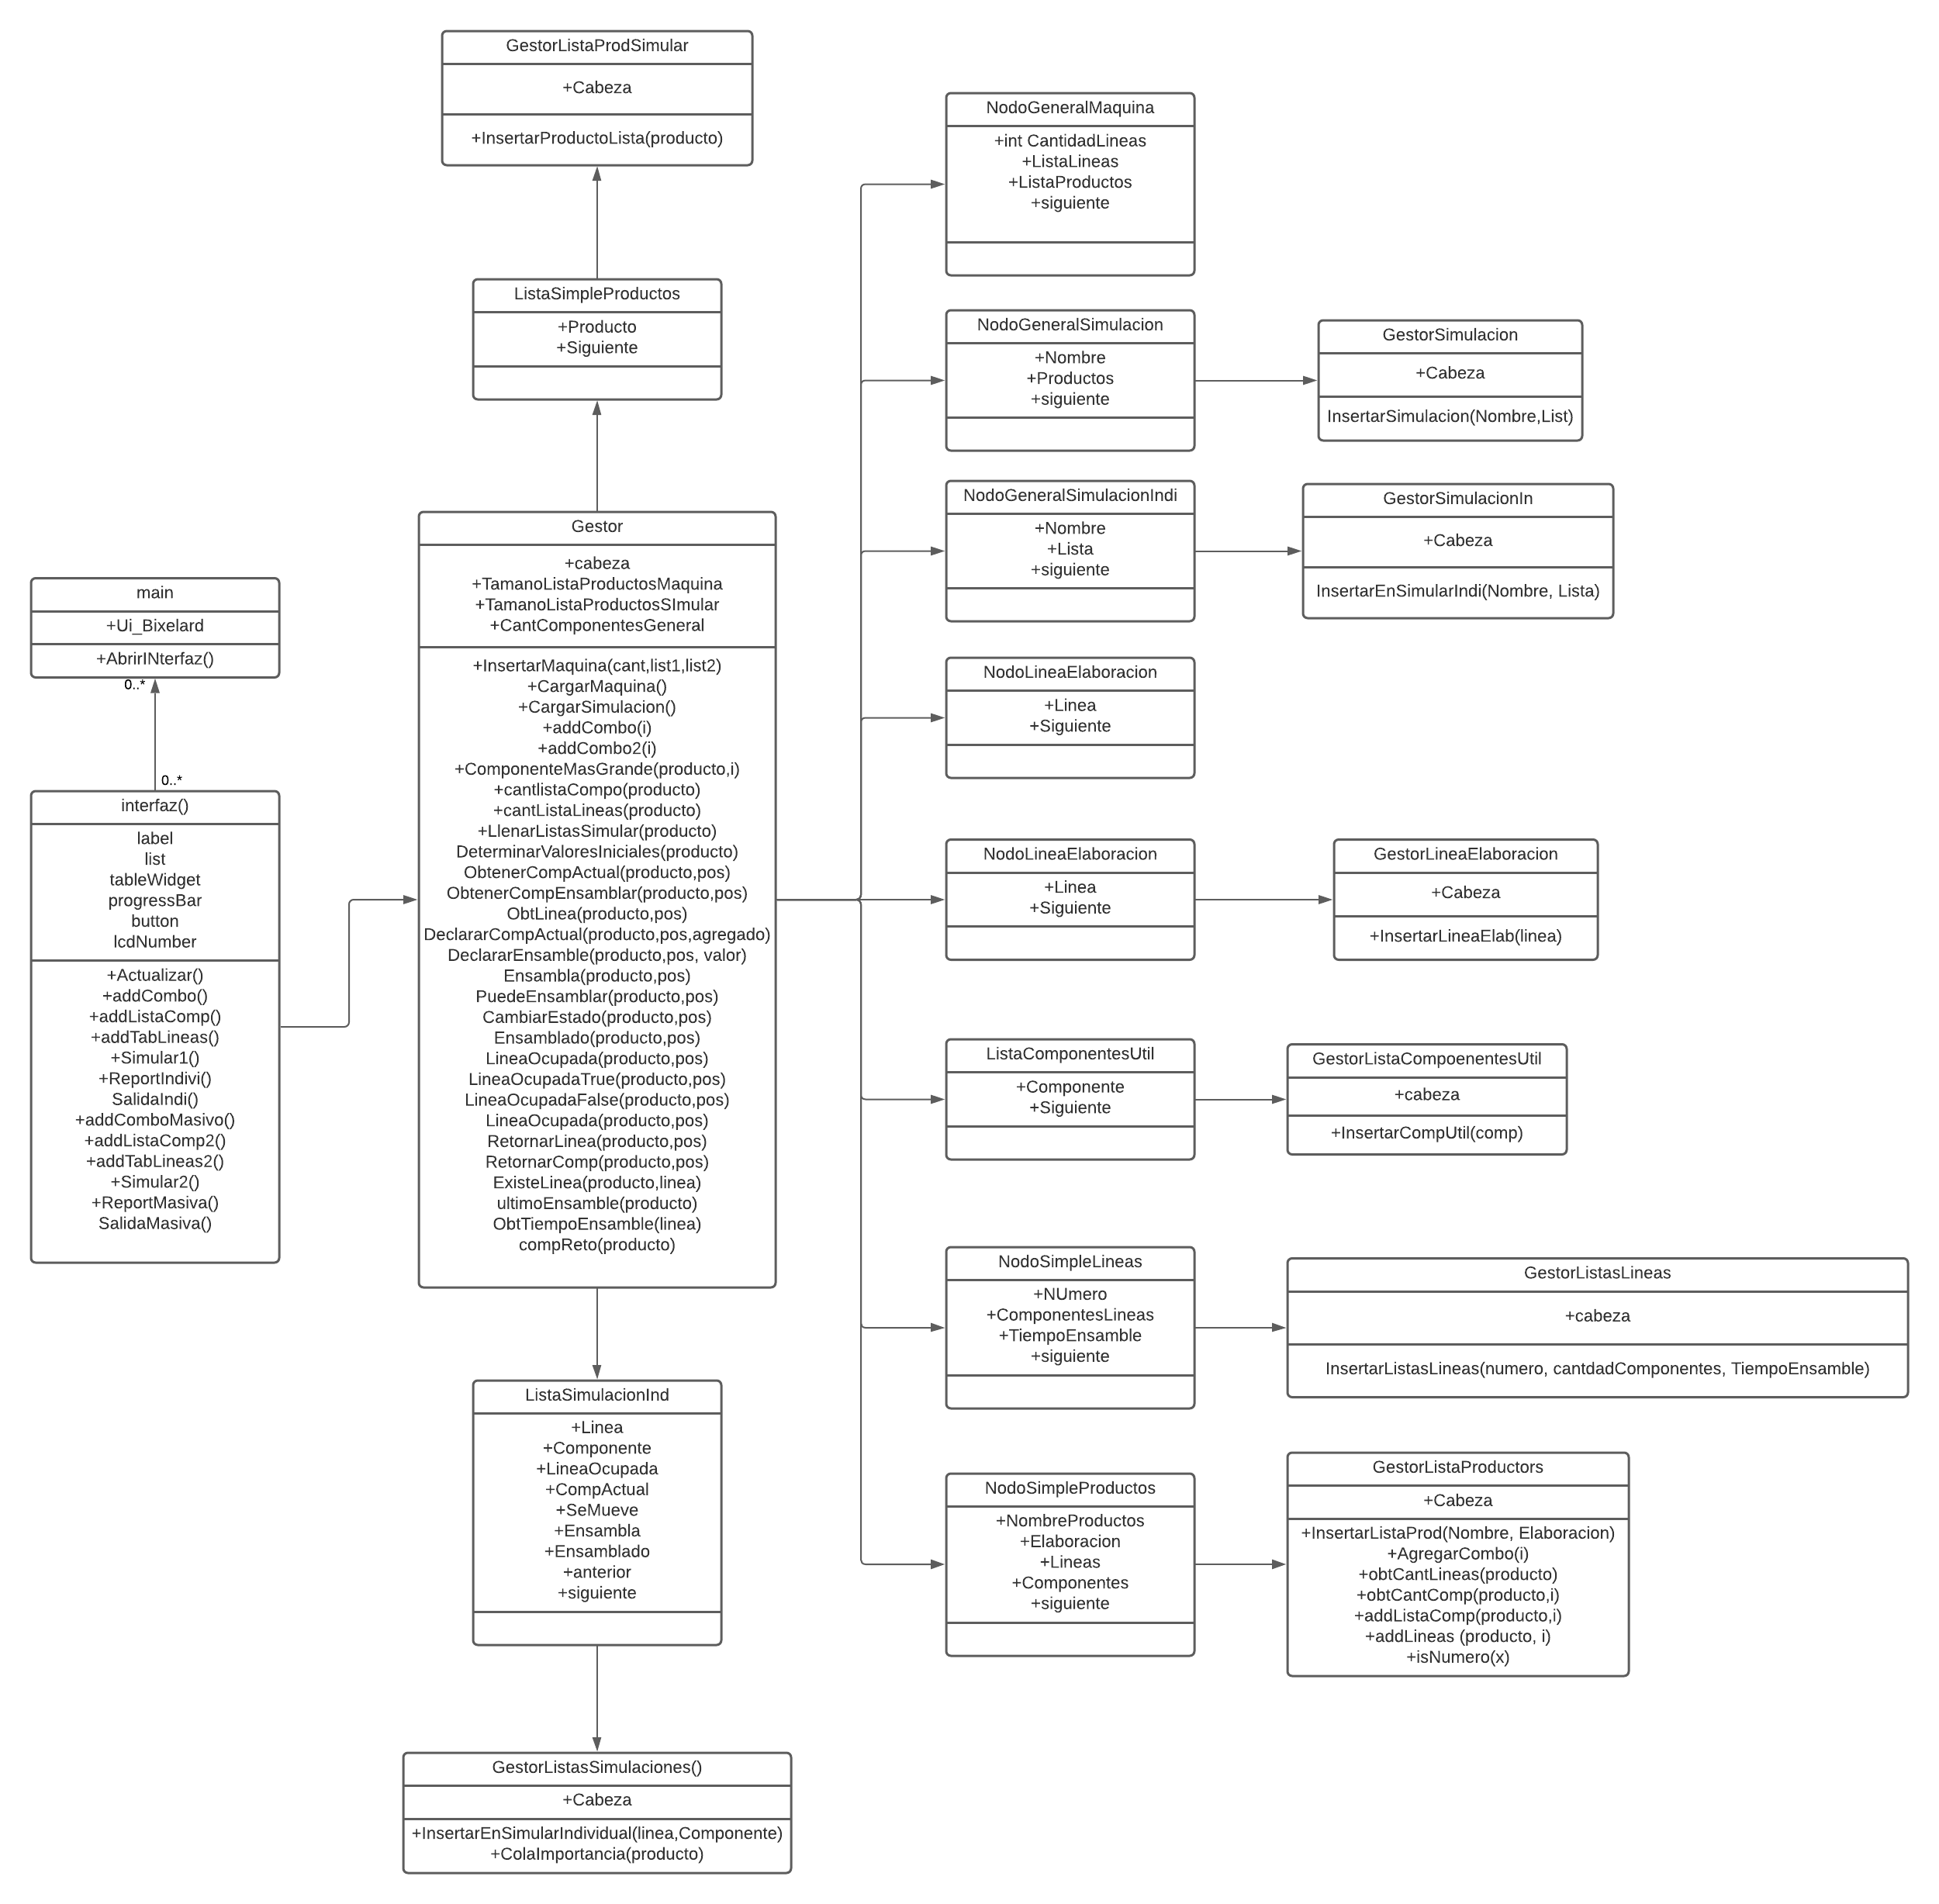 GestorListaProdSimular
+Cabeza
+InsertarProductoLista(producto)
ListaSimpleProductos
+Producto
+Siguiente
main
+Ui_Bixelard
+AbrirINterfaz()
0..*
0..*
interfaz()
label
list
tableWidget
progressBar
button
lcdNumber
+Actualizar()
+addCombo()
+addListaComp()
+addTabLineas()
+Simular1()
+ReportIndivi()
SalidaIndi()
+addComboMasivo()
+addListaComp2()
+addTabLineas2()
+Simular2()
+ReportMasiva()
SalidaMasiva()
Gestor
+cabeza
+TamanoListaProductosMaquina
+TamanoListaProductosSImular
+CantComponentesGeneral
+InsertarMaquina(cant,list1,list2)
+CargarMaquina()
+CargarSimulacion()
+addCombo(i)
+addCombo2(i)
+ComponenteMasGrande(producto,i)
+cantlistaCompo(producto)
+cantListaLineas(producto)
+LlenarListasSimular(producto)
DeterminarValoresIniciales(producto)
ObtenerCompActual(producto,pos)
ObtenerCompEnsamblar(producto,pos)
ObtLinea(producto,pos)
DeclararCompActual(producto,pos,agregado)
DeclararEnsamble(producto,pos, valor)
Ensambla(producto,pos)
PuedeEnsamblar(producto,pos)
CambiarEstado(producto,pos)
Ensamblado(producto,pos)
LineaOcupada(producto,pos)
LineaOcupadaTrue(producto,pos)
LineaOcupadaFalse(producto,pos)
LineaOcupada(producto,pos)
RetornarLinea(producto,pos)
RetornarComp(producto,pos)
ExisteLinea(producto,linea)
ultimoEnsamble(producto)
ObtTiempoEnsamble(linea)
compReto(producto)
ListaSimulacionInd
+Linea
+Componente
+LineaOcupada
+CompActual
+SeMueve
+Ensambla
+Ensamblado
+anterior
+siguiente
GestorListasSimulaciones()
+Cabeza
+InsertarEnSimularIndividual(linea,Componente)
+ColaImportancia(producto)
NodoGeneralMaquina
+int CantidadLineas
+ListaLineas
+ListaProductos
+siguiente
NodoGeneralSimulacion
+Nombre
+Productos
+siguiente
GestorSimulacion
+Cabeza
InsertarSimulacion(Nombre,List)
NodoGeneralSimulacionIndi
+Nombre
+Lista
+siguiente
GestorSimulacionIn
+Cabeza
InsertarEnSimularIndi(Nombre, Lista)
NodoLineaElaboracion
+Linea
+Siguiente
NodoLineaElaboracion
+Linea
+Siguiente
GestorLineaElaboracion
+Cabeza
+InsertarLineaElab(linea)
ListaComponentesUtil
+Componente
+Siguiente
GestorListaCompoenentesUtil
+cabeza
+InsertarCompUtil(comp)
NodoSimpleLineas
+NUmero
+ComponentesLineas
+TiempoEnsamble
+siguiente
GestorListasLineas
+cabeza
InsertarListasLineas(numero, cantdadComponentes, TiempoEnsamble)
NodoSimpleProductos
+NombreProductos
+Elaboracion
+Lineas
+Componentes
+siguiente
GestorListaProductors
+Cabeza
+InsertarListaProd(Nombre, Elaboracion)
+AgregarCombo(i)
+obtCantLineas(producto)
+obtCantComp(producto,i)
+addListaComp(producto,i)
+addLineas (producto, i)
+isNumero(x)